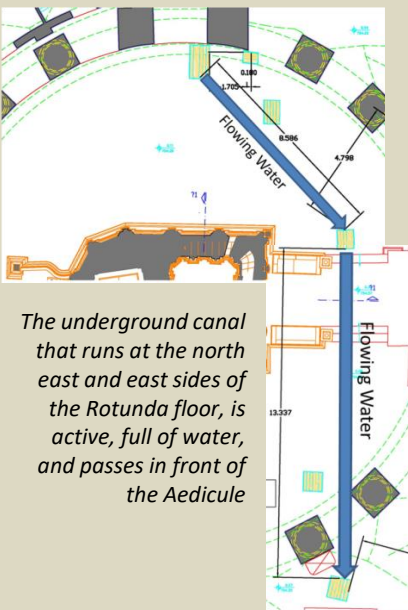 0.180
1.705
8.586
4.798
Flowing Water
The underground canal
that runs at the north
east and east sides of
the Rotunda floor, is
active, full of water,
and passes in front of
the Aedicule
Flowing Water
13.337